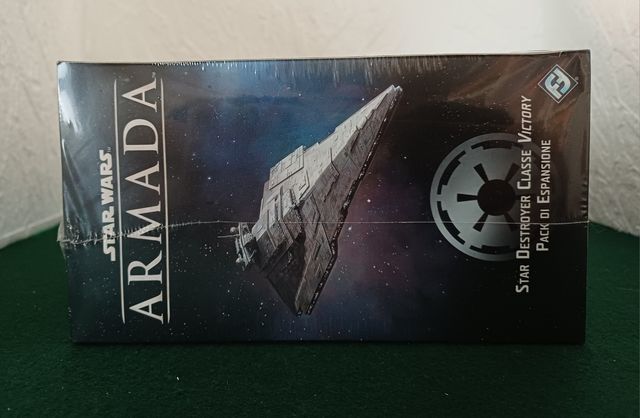 STAR WARS
ARMADA
STAR DESTROYER CLASSE VICTORY
PACK DI ESPANSIONE